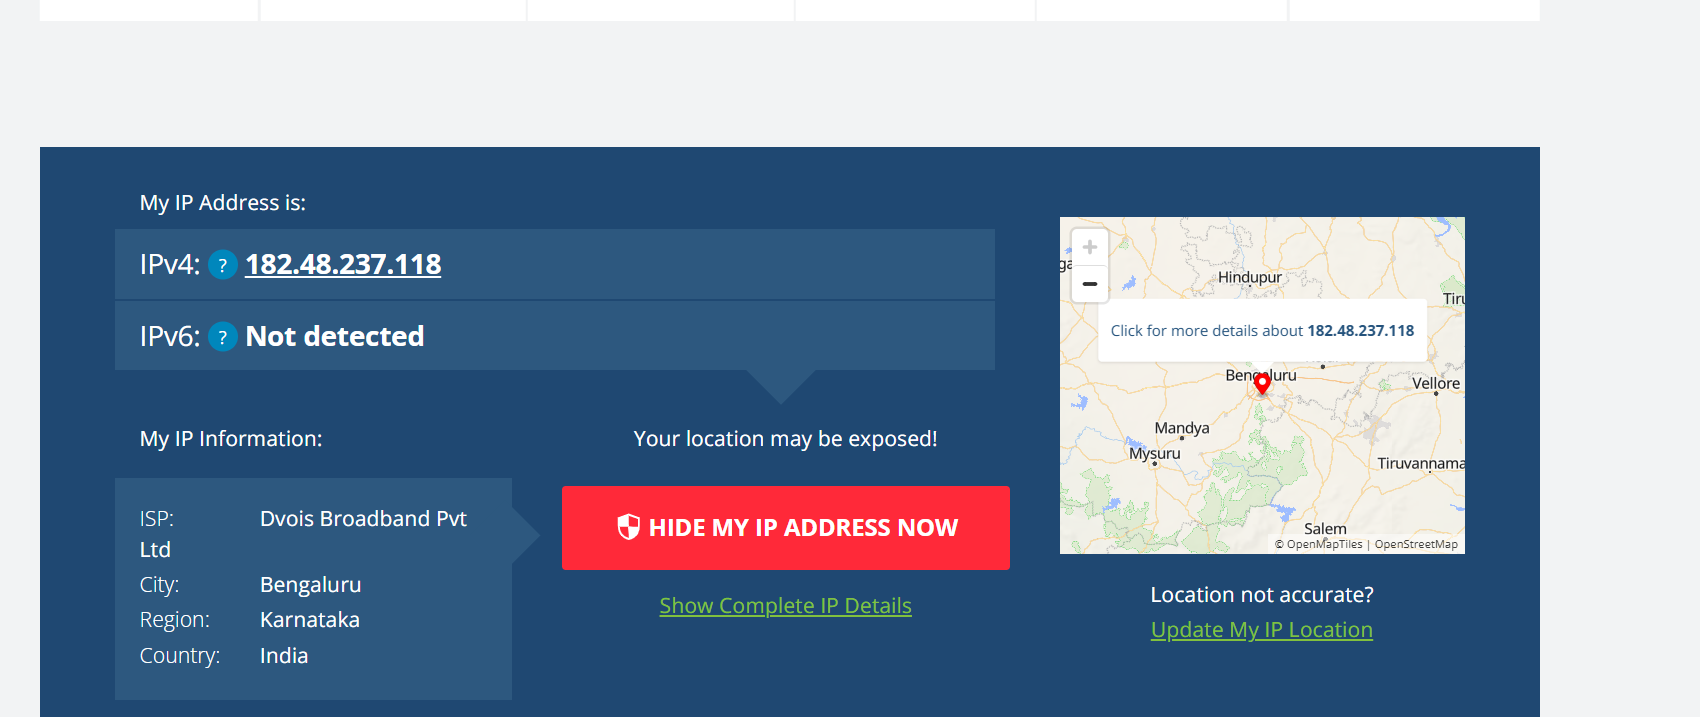 My IP Address is:
IPv4: ? 182.48.237.118
IPv6: ? Not detected
My IP Information:
ISP: Dvois Broadband Pvt
Ltd
City: Bengaluru
Region: Karnataka
Country: India
Your location may be exposed!
HIDE MY IP ADDRESS NOW
Show Complete IP Details
+
−
Hindupur
Click for more details about 182.48.237.118
Bengaluru
Vellore
Mandya
Mysuru
Tiruvannama
Salem
© OpenMapTiles | OpenStreetMap
Location not accurate?
Update My IP Location